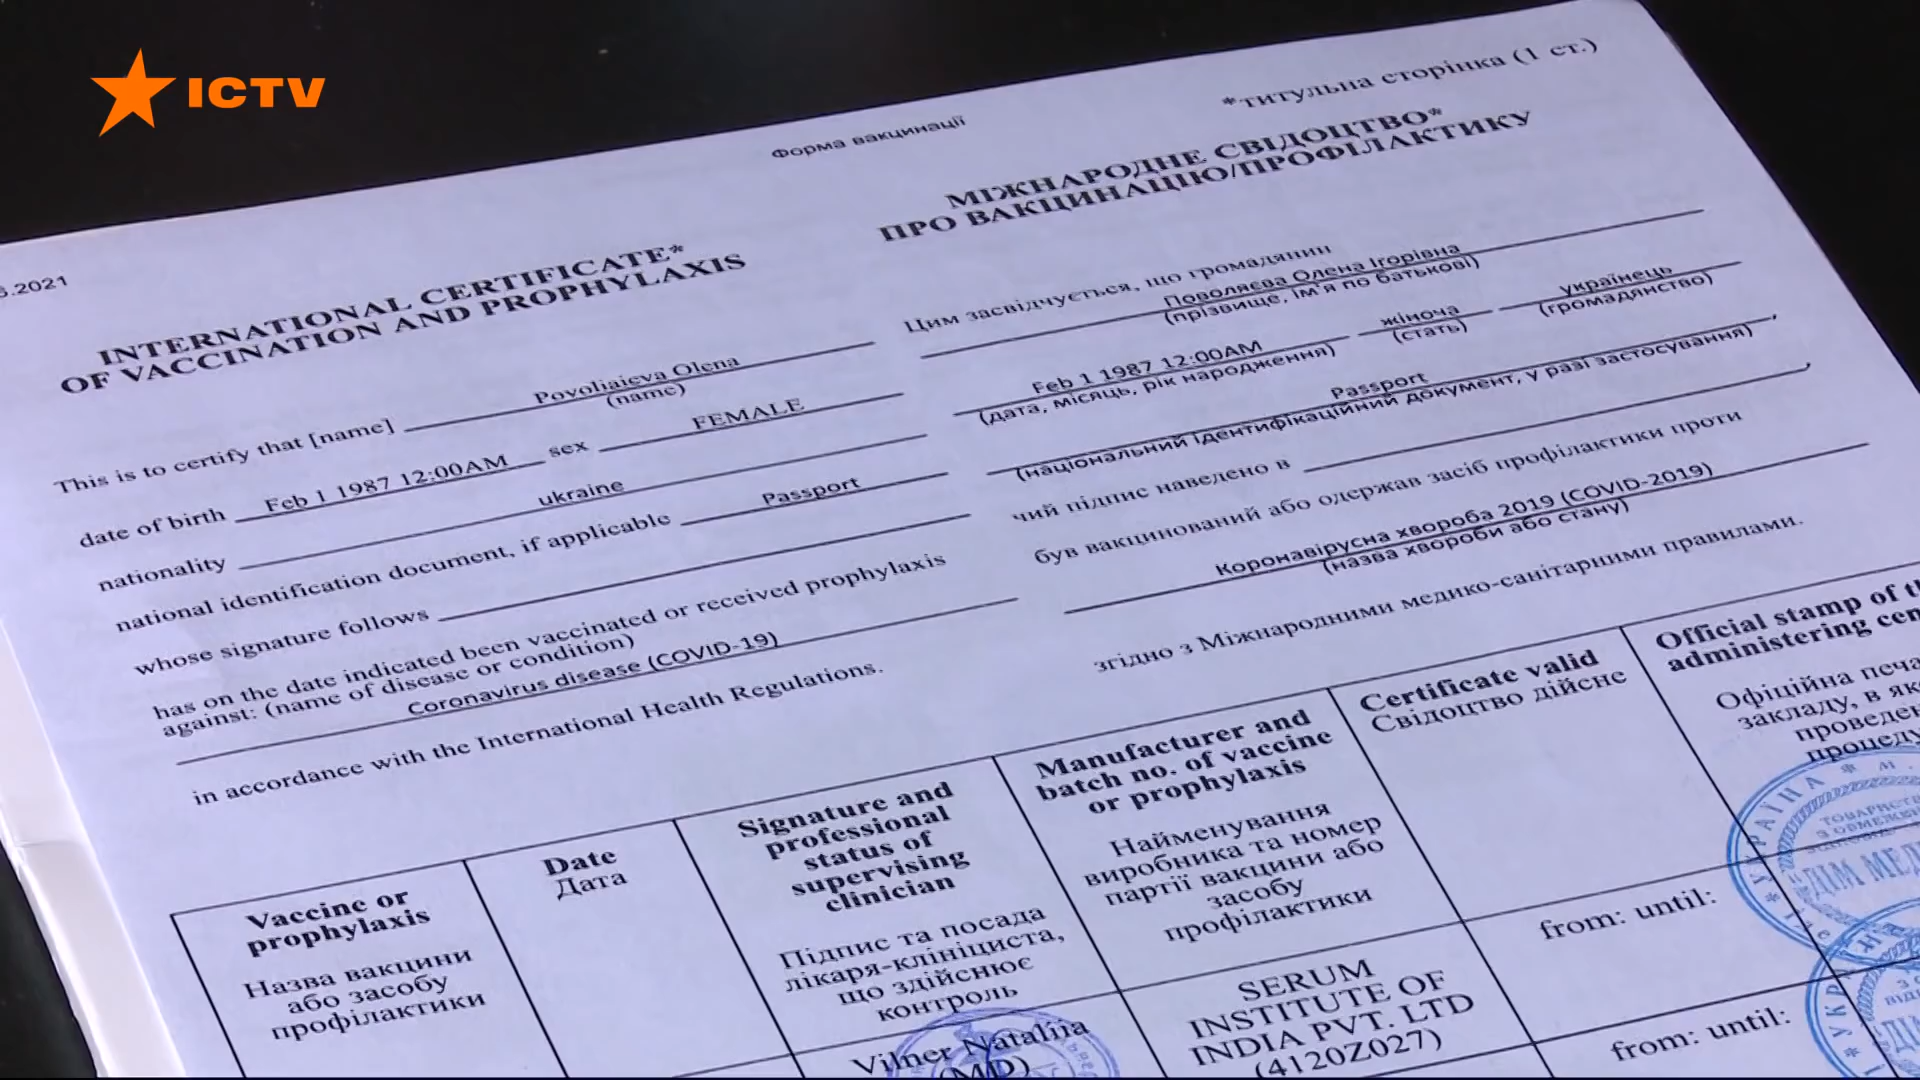 ICTV
*титульна сторінка (1 ст.)
Форма вакцинації
6.2021
INTERNATIONAL CERTIFICATE*
OF VACCINATION AND PROPHYLAXIS
This is to certify that [name] Povoliaieva Olena
(name)
date of birth Feb 1 1987 12:00AM sex FEMALE
nationality ukraine
national identification document, if applicable Passport
whose signature follows
has on the date indicated been vaccinated or received prophylaxis
against: (name of disease or condition)
Coronavirus disease (COVID-19)
in accordance with the International Health Regulations.
МІЖНАРОДНЕ СВІДОЦТВО*
ПРО ВАКЦИНАЦІЮ/ПРОФІЛАКТИКУ
Цим засвідчується, що громадянин
Поволяєва Олена Ігорівна
(прізвище, ім'я по батькові)
Feb 1 1987 12:00AM жіноча українець
(дата, місяць, рік народження) (стать) (громадянство)
Passport
(національний ідентифікаційний документ, у разі застосування)
чий підпис наведено в
був вакцинований або одержав засіб профілактики проти
Коронавірусна хвороба 2019 (COVID-2019)
(назва хвороби або стану)
згідно з Міжнародними медико-санітарними правилами.
Vaccine or
prophylaxis
Назва вакцини
або засобу
профілактики
Date
Дата
Signature and
professional
status of
supervising
clinician
Підпис та посада
лікаря-клініциста,
що здійснює
контроль
Manufacturer and
batch no. of vaccine
or prophylaxis
Найменування
виробника та номер
партії вакцини або
засобу
профілактики
Certificate valid
Свідоцтво дійсне
Official stamp of th
administering cen
Офіційна печа
закладу, в як
проведен
процеду
Vilner Nataliia
(MD)
SERUM
INSTITUTE OF
INDIA PVT. LTD
(4120Z027)
from: until:
from: until:
УКРАЇНА * М.
ТОВАРИСТВ
З ОБМЕЖЕН
ДІМ МЕД